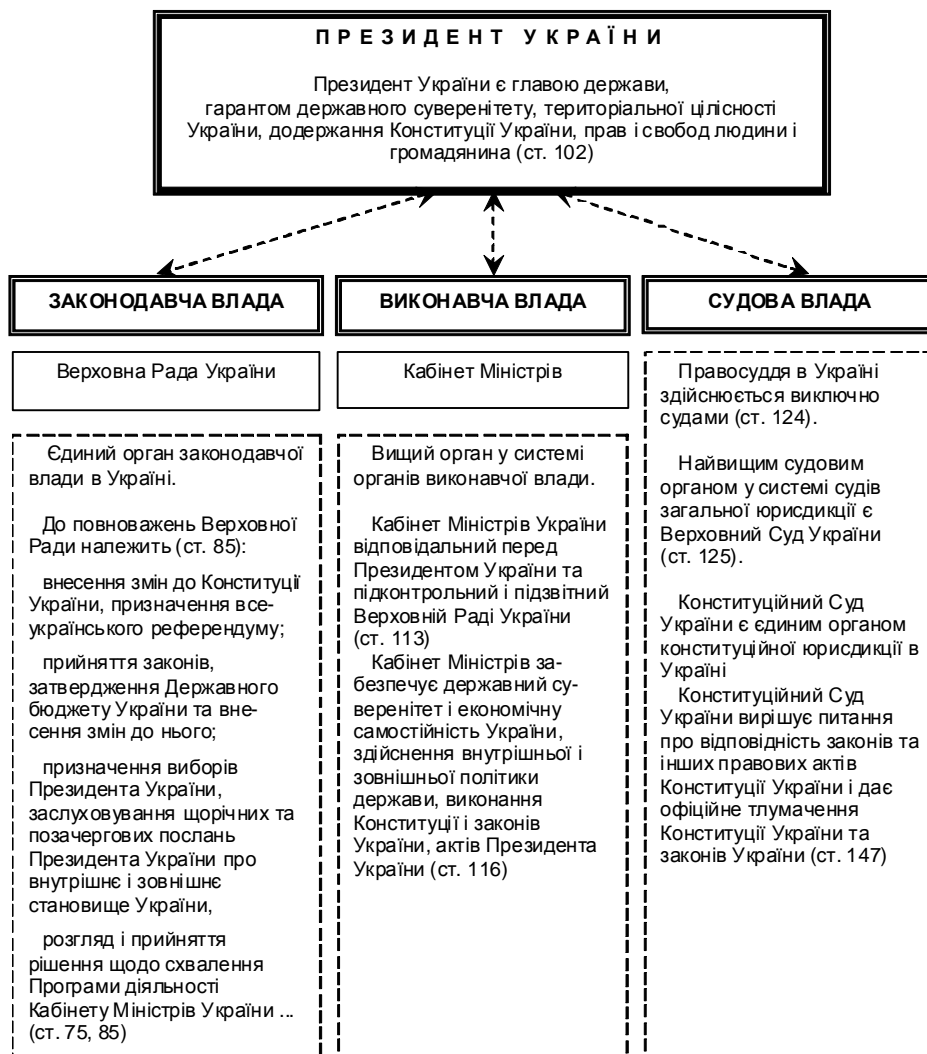 ПРЕЗИДЕНТ УКРАЇНИ
Президент України є главою держави,
гарантом державного суверенітету, територіальної цілісності
України, додержання Конституції України, прав і свобод людини і
громадянина (ст. 102)
ЗАКОНОДАВЧА ВЛАДА
Верховна Рада України
Єдиний орган законодавчої
влади в Україні.
До повноважень Верховної
Ради належить (ст. 85):
внесення змін до Конституції
України, призначення все-
українського референдуму;
прийняття законів,
затвердження Державного
бюджету України та вне-
сення змін до нього;
призначення виборів
Президента України,
заслуховування щорічних та
позачергових послань
Президента України про
внутрішнє і зовнішнє
становище України,
розгляд і прийняття
рішення щодо схвалення
Програми діяльності
Кабінету Міністрів України ...
(ст. 75, 85)
ВИКОНАВЧА ВЛАДА
Кабінет Міністрів
Вищий орган у системі
органів виконавчої влади.
Кабінет Міністрів України
відповідальний перед
Президентом України та
підконтрольний і підзвітний
Верховній Раді України
(ст. 113)
Кабінет Міністрів за-
безпечує державний су-
веренітет і економічну
самостійність України,
здійснення внутрішньої і
зовнішньої політики
держави, виконання
Конституції і законів
України, актів Президента
України (ст. 116)
СУДОВА ВЛАДА
Правосуддя в Україні
здійснюється виключно
судами (ст. 124).
Найвищим судовим
органом у системі судів
загальної юрисдикції є
Верховний Суд України
(ст. 125).
Конституційний Суд
України є єдиним органом
конституційної юрисдикції в
Україні
Конституційний Суд
України вирішує питання
про відповідність законів та
інших правових актів
Конституції України і дає
офіційне тлумачення
Конституції України та
законів України (ст. 147)